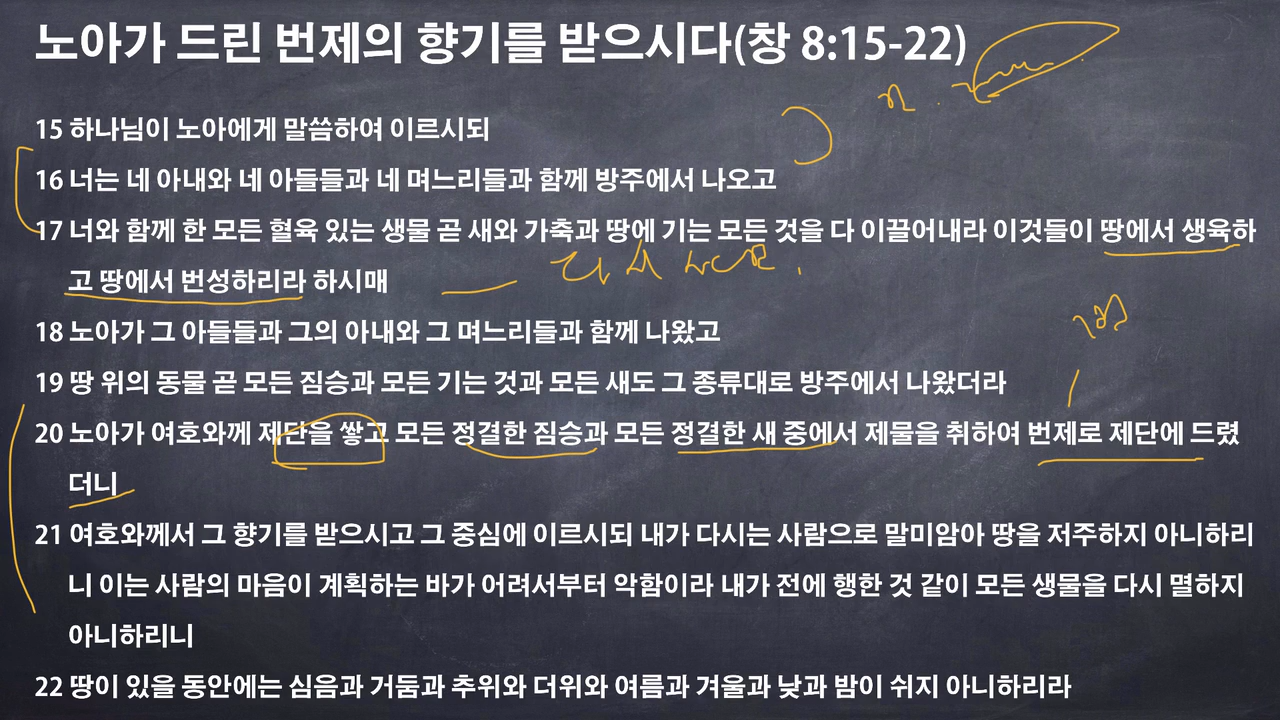 노아가 드린 번제의 향기를 받으시다(창 8:15-22)
15 하나님이 노아에게 말씀하여 이르시되
16 너는 네 아내와 네 아들들과 네 며느리들과 함께 방주에서 나오고
17 너와 함께 한 모든 혈육 있는 생물 곧 새와 가축과 땅에 기는 모든 것을 다 이끌어내라 이것들이 땅에서 생육하
고 땅에서 번성하리라 하시매
18 노아가 그 아들들과 그의 아내와 그 며느리들과 함께 나왔고
19 땅 위의 동물 곧 모든 짐승과 모든 기는 것과 모든 새도 그 종류대로 방주에서 나왔더라
20 노아가 여호와께 제단을 쌓고 모든 정결한 짐승과 모든 정결한 새 중에서 제물을 취하여 번제로 제단에 드렸
더니
21 여호와께서 그 향기를 받으시고 그 중심에 이르시되 내가 다시는 사람으로 말미암아 땅을 저주하지 아니하리
니 이는 사람의 마음이 계획하는 바가 어려서부터 악함이라 내가 전에 행한 것 같이 모든 생물을 다시 멸하지
아니하리니
22 땅이 있을 동안에는 심음과 거둠과 추위와 더위와 여름과 겨울과 낮과 밤이 쉬지 아니하리라